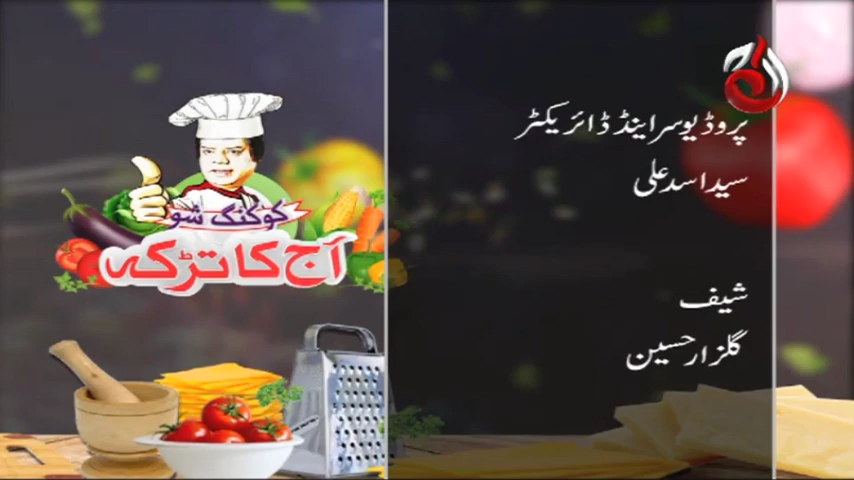 پروڈیوسر اینڈ ڈائریکٹر
سید اسد علی
شیف
گلزار حسین
کوکنگ شو
آج کا تڑکہ